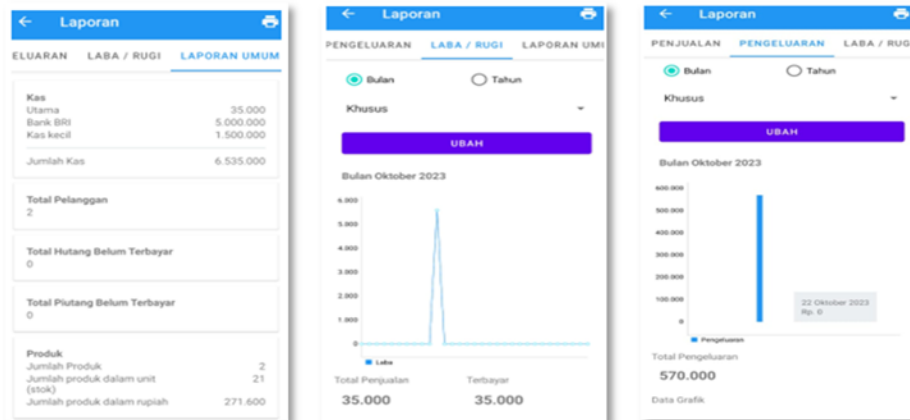 Laporan
ELUARAN LABA / RUGI LAPORAN UMUM
Kas
Utama 35.000
Bank BRI 5.000.000
Kas kecil 1.500.000
Jumlah Kas 6.535.000
Total Pelanggan
2
Total Hutang Belum Terbayar
0
Total Piutang Belum Terbayar
0
Produk
Jumlah Produk 2
Jumlah produk dalam unit 21
(stok)
Jumlah produk dalam rupiah 271.600
Laporan
PENGELUARAN LABA / RUGI LAPORAN UMI
Bulan Tahun
Khusus
UBAH
Bulan Oktober 2023
6.000
5.000
4.000
3.000
2.000
1.000
0
Laba
Total Penjualan Terbayar
35.000 35.000
Laporan
PENJUALAN PENGELUARAN LABA / RUG
Bulan Tahun
Khusus
UBAH
Bulan Oktober 2023
600.000
500.000
400.000
300.000
200.000
100.000
0
22 Oktober 2023
Rp. 0
Pengeluaran
Total Pengeluaran
570.000
Data Grafik